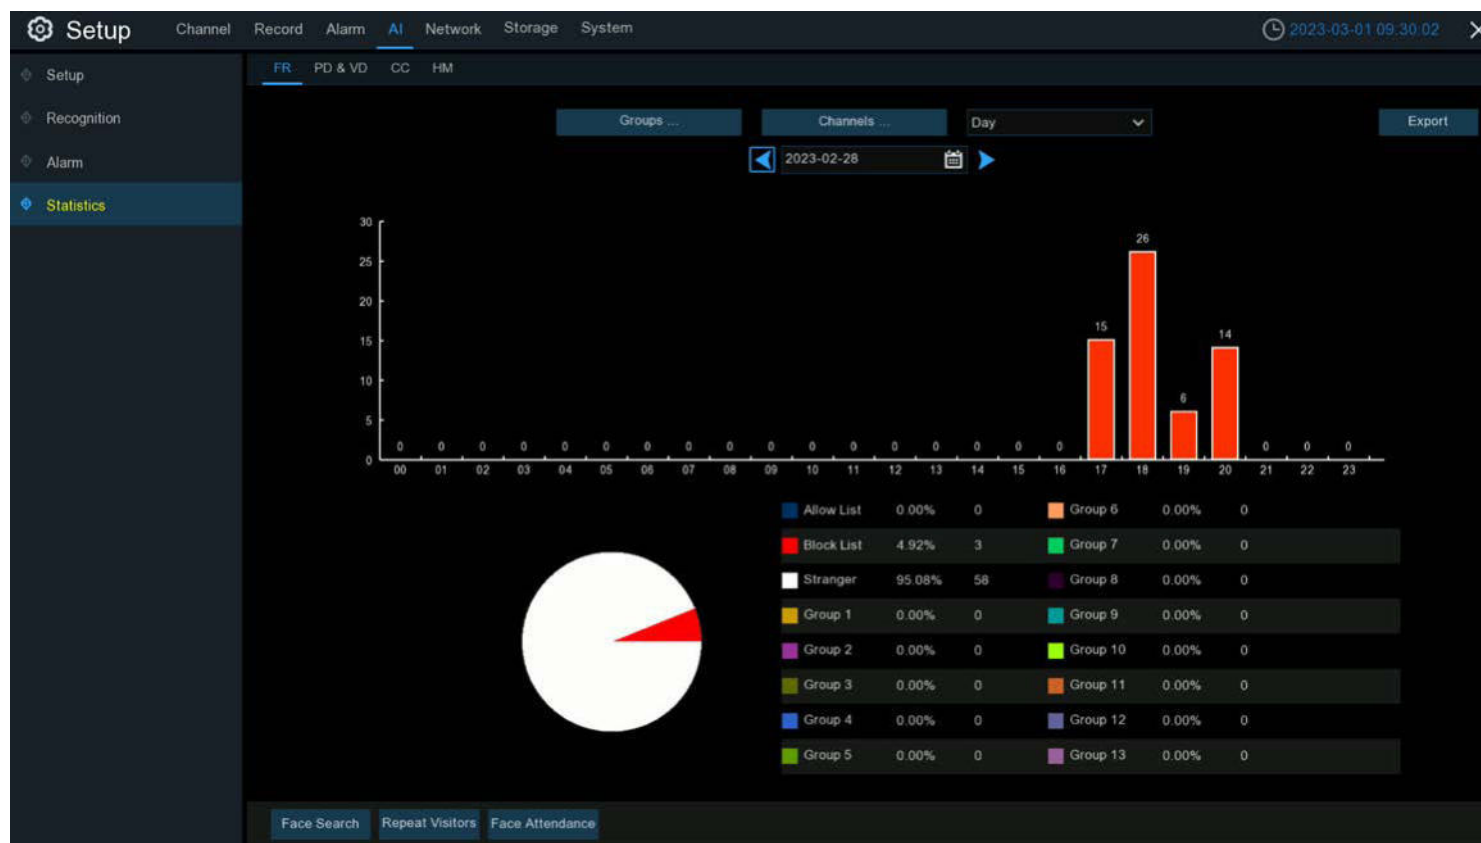 Setup Channel Record Alarm AI Network Storage System 2023-03-01 09:30:02
Setup
Recognition
Alarm
Statistics
FR PD & VD CC HM
Groups ... Channels ... Day Export
2023-02-28
30
25
20
15
10
5
0
26
15
14
6
0 0 0 0 0 0 0 0 0 0 0 0 0 0 0 0 0 0 0 0
00 01 02 03 04 05 06 07 08 09 10 11 12 13 14 15 16 17 18 19 20 21 22 23
Allow List 0.00% 0 Group 6 0.00% 0
Block List 4.92% 3 Group 7 0.00% 0
Stranger 95.08% 58 Group 8 0.00% 0
Group 1 0.00% 0 Group 9 0.00% 0
Group 2 0.00% 0 Group 10 0.00% 0
Group 3 0.00% 0 Group 11 0.00% 0
Group 4 0.00% 0 Group 12 0.00% 0
Group 5 0.00% 0 Group 13 0.00% 0
Face Search Repeat Visitors Face Attendance